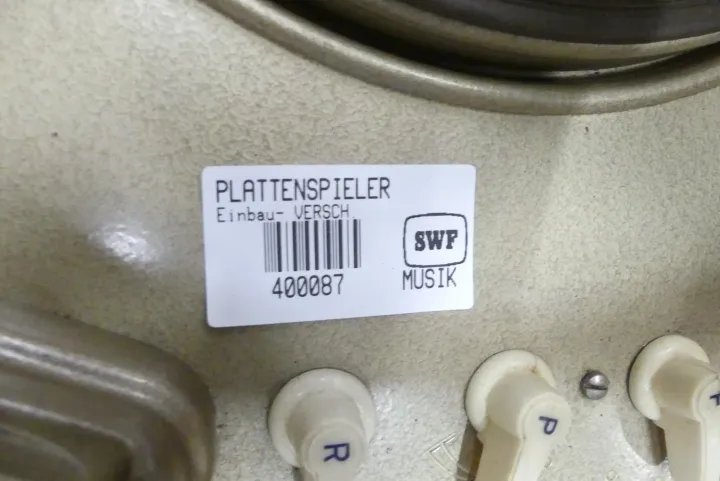 PLATTENSPIELER
Einbau- VERSCH.
SWF
400087
MUSIK
R
P